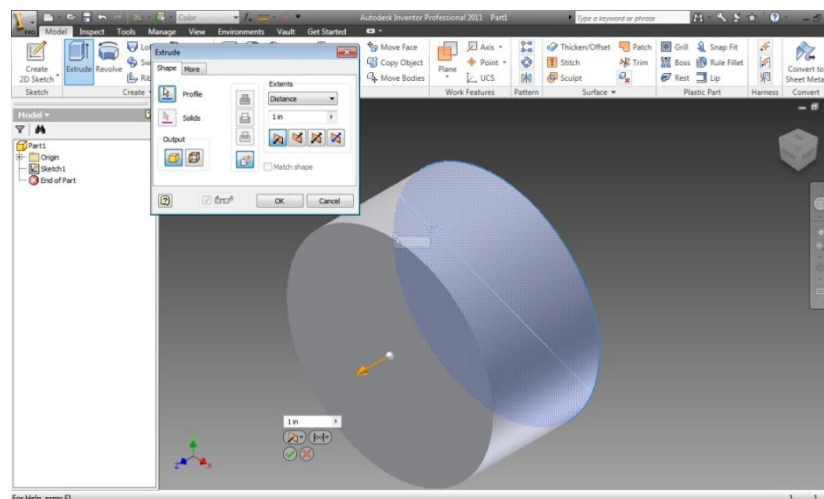 Color
Autodesk Inventor Professional 2011 Part1
Type a keyword or phrase
PRO
Model Inspect Tools Manage View Environments Vault Get Started
Create
2D Sketch
Extrude
Revolve
Move Face
Copy Object
Move Bodies
Plane
Axis
Point
UCS
Thicken/Offset
Patch
Stitch
Trim
Sculpt
Grill
Snap Fit
Boss
Rule Fillet
Rest
Lip
Convert to
Sheet Meta
Sketch
Create
Work Features
Pattern
Surface
Plastic Part
Harness
Convert
Extrude
Shape More
Profile
Solids
Output
Extents
Distance
1 in
Match shape
OK Cancel
Model
Part1
Origin
Sketch1
End of Part
1 in
Z
X
For Help, press F1
1 1